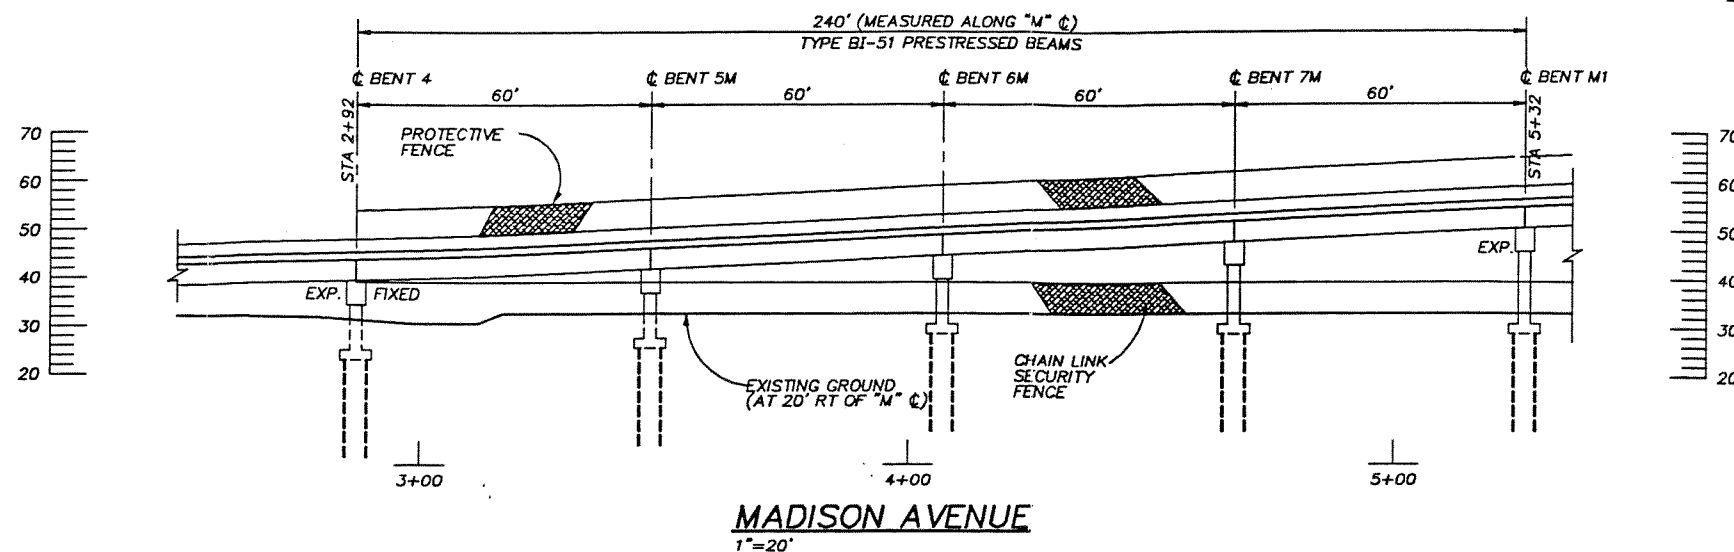 240' (MEASURED ALONG "M" ℄)
TYPE BI-51 PRESTRESSED BEAMS
℄ BENT 4
℄ BENT 5M
℄ BENT 6M
℄ BENT 7M
℄ BENT M1
60'
60'
60'
60'
STA 2+92
STA 5+32
PROTECTIVE
FENCE
70
60
50
40
30
20
70
60
50
40
30
20
EXP.
FIXED
EXP.
EXISTING GROUND
(AT 20' RT OF "M" ℄)
CHAIN LINK
SECURITY
FENCE
3+00
4+00
5+00
MADISON AVENUE
1"=20'